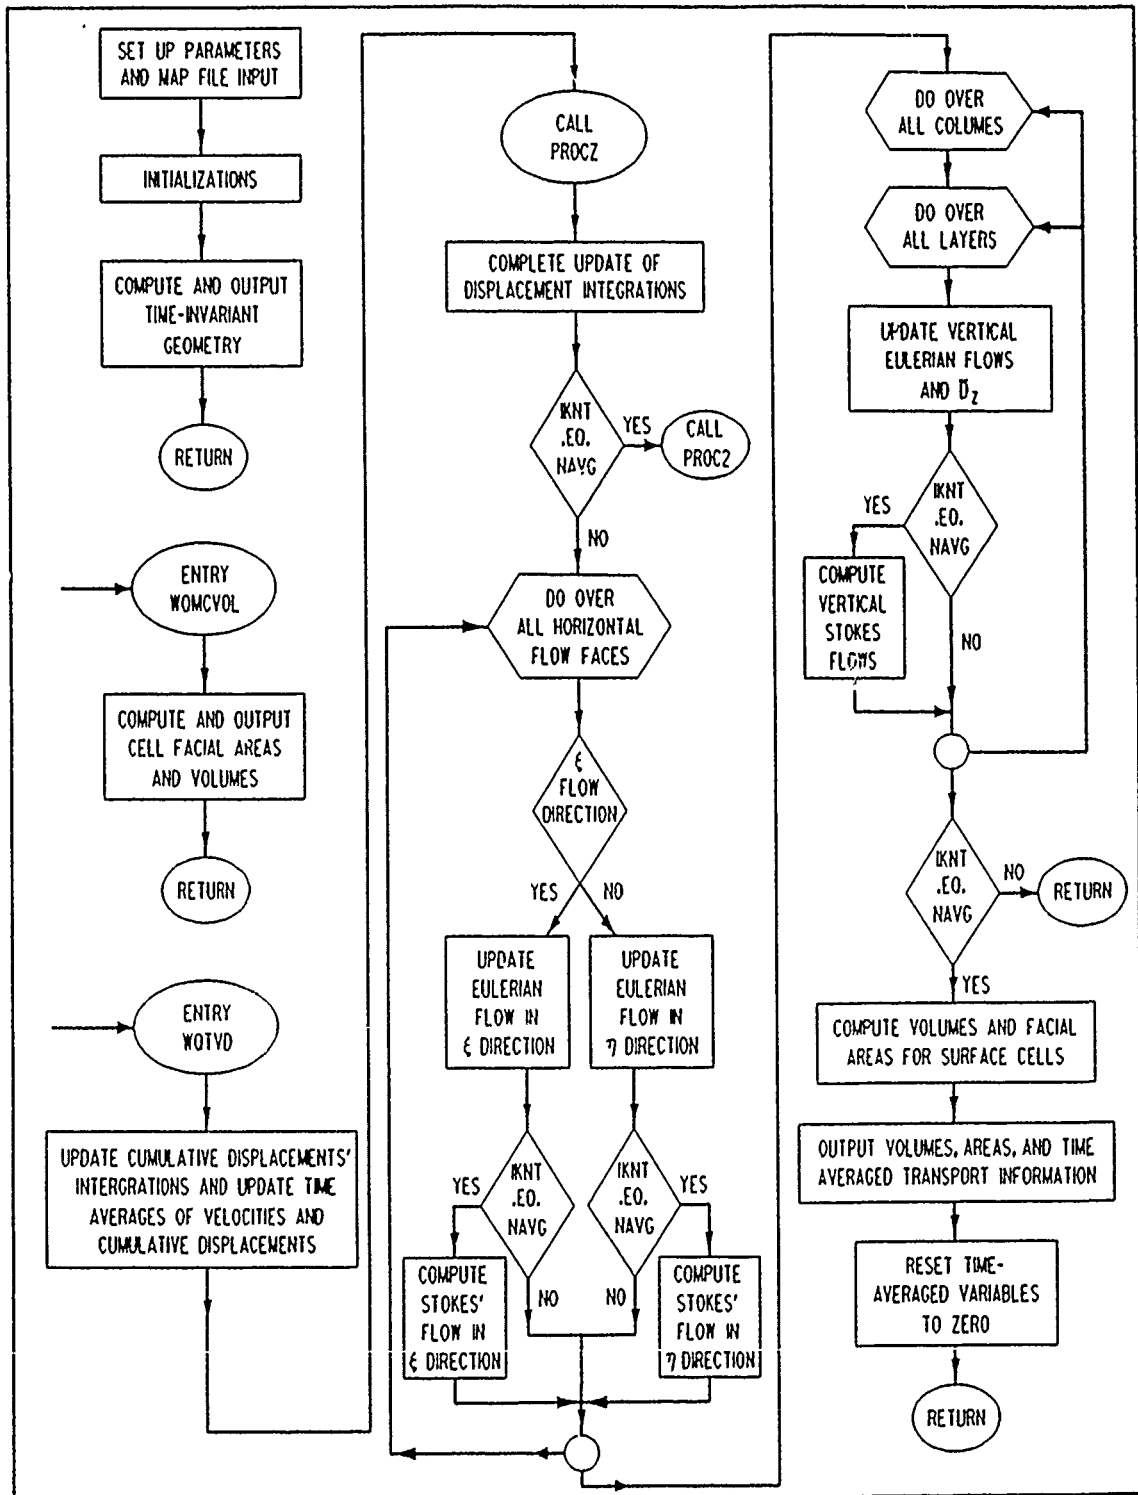 SET UP PARAMETERS
AND MAP FILE INPUT
INITIALIZATIONS
COMPUTE AND OUTPUT
TIME-INVARIANT
GEOMETRY
RETURN
ENTRY
WOMCVOL
COMPUTE AND OUTPUT
CELL FACIAL AREAS
AND VOLUMES
RETURN
ENTRY
WQTVD
UPDATE CUMULATIVE DISPLACEMENTS'
INTERGRATIONS AND UPDATE TIME
AVERAGES OF VELOCITIES AND
CUMULATIVE DISPLACEMENTS
CALL
PROCZ
COMPLETE UPDATE OF
DISPLACEMENT INTEGRATIONS
IKNT
.EQ.
NAVG
YES
CALL
PROC2
NO
DO OVER
ALL HORIZONTAL
FLOW FACES
ξ
FLOW
DIRECTION
YES
NO
UPDATE
EULERIAN
FLOW IN
ξ DIRECTION
UPDATE
EULERIAN
FLOW IN
η DIRECTION
IKNT
.EQ.
NAVG
YES
NO
IKNT
.EQ.
NAVG
YES
NO
COMPUTE
STOKES'
FLOW IN
ξ DIRECTION
COMPUTE
STOKES'
FLOW IN
η DIRECTION
DO OVER
ALL COLUMES
DO OVER
ALL LAYERS
UPDATE VERTICAL
EULERIAN FLOWS
AND D̄z
IKNT
.EQ.
NAVG
YES
NO
COMPUTE
VERTICAL
STOKES
FLOWS
IKNT
.EQ.
NAVG
NO
RETURN
YES
COMPUTE VOLUMES AND FACIAL
AREAS FOR SURFACE CELLS
OUTPUT VOLUMES, AREAS, AND TIME
AVERAGED TRANSPORT INFORMATION
RESET TIME-
AVERAGED VARIABLES
TO ZERO
RETURN